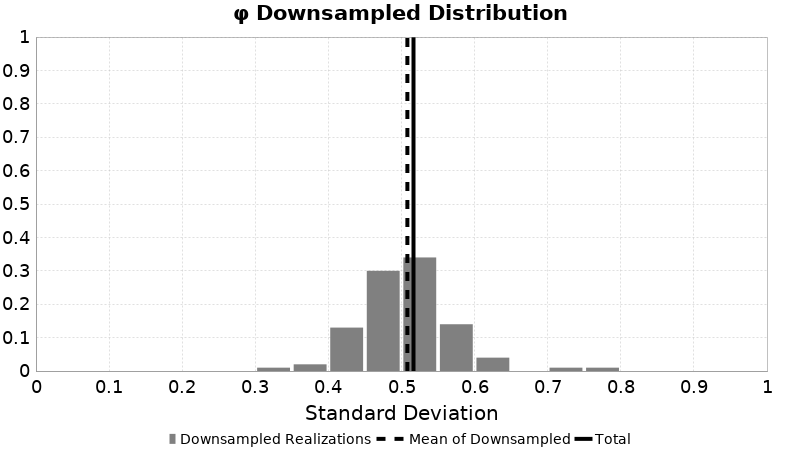 φ Downsampled Distribution
1
0.9
0.8
0.7
0.6
0.5
0.4
0.3
0.2
0.1
0
0 0.1 0.2 0.3 0.4 0.5 0.6 0.7 0.8 0.9 1
Standard Deviation
Downsampled Realizations Mean of Downsampled Total